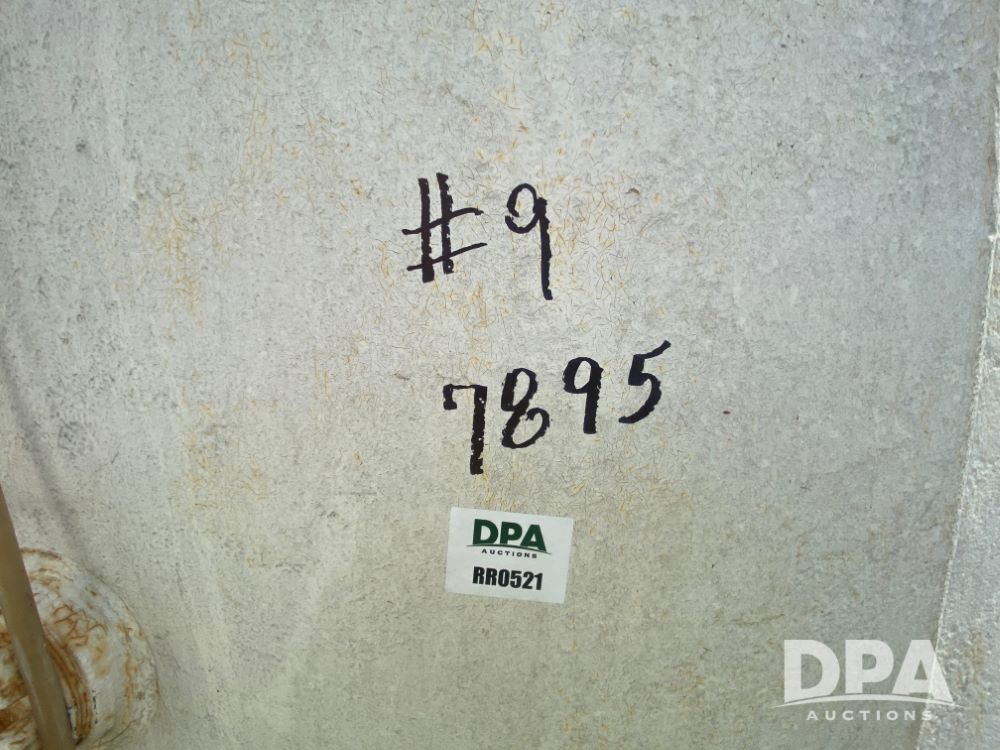 #9
7895
DPA
AUCTIONS
RR0521
DPA
AUCTIONS